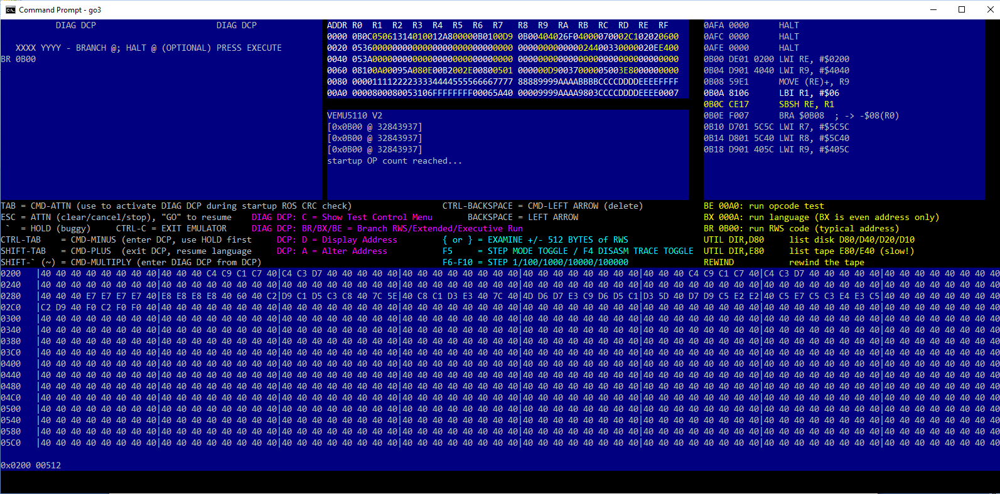 Command Prompt - go3
DIAG DCP DIAG DCP
XXXX YYYY - BRANCH @; HALT @ (OPTIONAL) PRESS EXECUTE
BR 0B00
ADDR R0 R1 R2 R3 R4 R5 R6 R7 R8 R9 RA RB RC RD RE RF
0000 0B0C05061314010012A800000B0100D9 0B00404026F04000070002C102020600
0020 05360000000000000000000000000000 000000000000024400330000020EE400
0040 053A0000000000000000000000000000 00000000000000000000000000000000
0060 08100A00095A080E00B2002E00800501 000000D90037000005003E8000000000
0080 00001111222233334444555566667777 88889999AAAABBBBCCCCDDDDEEEEFFFF
00A0 0000800080053106FFFFFFFF00065A40 00009999AAAA9803CCCCDDDDEEEE0007
VEMU5110 V2
[0x0B00 @ 32843937]
[0x0B00 @ 32843937]
[0x0B00 @ 32843937]
startup OP count reached...
0AFA 0000 HALT
0AFC 0000 HALT
0AFE 0000 HALT
0B00 DE01 0200 LWI RE, #$0200
0B04 D901 4040 LWI R9, #$4040
0B08 59E1 MOVE (RE)+, R9
0B0A 8106 LBI R1, #$06
0B0C CE17 SBSH RE, R1
0B0E F007 BRA $0B08 ; -> -$08(R0)
0B10 D701 5C5C LWI R7, #$5C5C
0B14 D801 5C40 LWI R8, #$5C40
0B18 D901 405C LWI R9, #$405C
TAB = CMD-ATTN (use to activate DIAG DCP during startup ROS CRC check) CTRL-BACKSPACE = CMD-LEFT ARROW (delete) BE 00A0: run opcode test
ESC = ATTN (clear/cancel/stop), "GO" to resume DIAG DCP: C = Show Test Control Menu BACKSPACE = LEFT ARROW BX 000A: run language (BX is even address only)
` = HOLD (buggy) CTRL-C = EXIT EMULATOR DIAG DCP: BR/BX/BE = Branch RWS/Extended/Executive Run BR 0B00: run RWS code (typical address)
CTRL-TAB = CMD-MINUS (enter DCP, use HOLD first DCP: D = Display Address { or } = EXAMINE +/- 512 BYTES of RWS UTIL DIR,D80 list disk D80/D40/D20/D10
SHIFT-TAB = CMD-PLUS (exit DCP, resume language DCP: A = Alter Address F5 = STEP MODE TOGGLE / F4 DISASM TRACE TOGGLE UTIL DIR,E80 list tape E80/E40 (slow!)
SHIFT-` (~) = CMD-MULTIPLY (enter DIAG DCP from DCP) F6-F10 = STEP 1/100/1000/10000/100000 REWIND rewind the tape
0200 |40 40 40 40 40 40 40 40|40 40 40 C4 C9 C1 C7 40|C4 C3 D7 40 40 40 40 40|40 40 40 40 40 40 40 40|40 40 40 40 40 40 40 40|40 40 40 C4 C9 C1 C7 40|C4 C3 D7 40 40 40 40 40|40 40 40 40 40 40 40 40
0240 |40 40 40 40 40 40 40 40|40 40 40 40 40 40 40 40|40 40 40 40 40 40 40 40|40 40 40 40 40 40 40 40|40 40 40 40 40 40 40 40|40 40 40 40 40 40 40 40|40 40 40 40 40 40 40 40|40 40 40 40 40 40 40 40
0280 |40 40 40 E7 E7 E7 E7 40|E8 E8 E8 E8 40 60 40 C2|D9 C1 D5 C3 C8 40 7C 5E|40 C8 C1 D3 E3 40 7C 40|4D D6 D7 E3 C9 D6 D5 C1|D3 5D 40 D7 D9 C5 E2 E2|40 C5 E7 C5 C3 E4 E3 C5|40 40 40 40 40 40 40 40
02C0 |C2 D9 40 F0 C2 F0 F0 40|40 40 40 40 40 40 40 40|40 40 40 40 40 40 40 40|40 40 40 40 40 40 40 40|40 40 40 40 40 40 40 40|40 40 40 40 40 40 40 40|40 40 40 40 40 40 40 40|40 40 40 40 40 40 40 40
0300 |40 40 40 40 40 40 40 40|40 40 40 40 40 40 40 40|40 40 40 40 40 40 40 40|40 40 40 40 40 40 40 40|40 40 40 40 40 40 40 40|40 40 40 40 40 40 40 40|40 40 40 40 40 40 40 40|40 40 40 40 40 40 40 40
0340 |40 40 40 40 40 40 40 40|40 40 40 40 40 40 40 40|40 40 40 40 40 40 40 40|40 40 40 40 40 40 40 40|40 40 40 40 40 40 40 40|40 40 40 40 40 40 40 40|40 40 40 40 40 40 40 40|40 40 40 40 40 40 40 40
0380 |40 40 40 40 40 40 40 40|40 40 40 40 40 40 40 40|40 40 40 40 40 40 40 40|40 40 40 40 40 40 40 40|40 40 40 40 40 40 40 40|40 40 40 40 40 40 40 40|40 40 40 40 40 40 40 40|40 40 40 40 40 40 40 40
03C0 |40 40 40 40 40 40 40 40|40 40 40 40 40 40 40 40|40 40 40 40 40 40 40 40|40 40 40 40 40 40 40 40|40 40 40 40 40 40 40 40|40 40 40 40 40 40 40 40|40 40 40 40 40 40 40 40|40 40 40 40 40 40 40 40
0400 |40 40 40 40 40 40 40 40|40 40 40 40 40 40 40 40|40 40 40 40 40 40 40 40|40 40 40 40 40 40 40 40|40 40 40 40 40 40 40 40|40 40 40 40 40 40 40 40|40 40 40 40 40 40 40 40|40 40 40 40 40 40 40 40
0440 |40 40 40 40 40 40 40 40|40 40 40 40 40 40 40 40|40 40 40 40 40 40 40 40|40 40 40 40 40 40 40 40|40 40 40 40 40 40 40 40|40 40 40 40 40 40 40 40|40 40 40 40 40 40 40 40|40 40 40 40 40 40 40 40
0480 |40 40 40 40 40 40 40 40|40 40 40 40 40 40 40 40|40 40 40 40 40 40 40 40|40 40 40 40 40 40 40 40|40 40 40 40 40 40 40 40|40 40 40 40 40 40 40 40|40 40 40 40 40 40 40 40|40 40 40 40 40 40 40 40
04C0 |40 40 40 40 40 40 40 40|40 40 40 40 40 40 40 40|40 40 40 40 40 40 40 40|40 40 40 40 40 40 40 40|40 40 40 40 40 40 40 40|40 40 40 40 40 40 40 40|40 40 40 40 40 40 40 40|40 40 40 40 40 40 40 40
0500 |40 40 40 40 40 40 40 40|40 40 40 40 40 40 40 40|40 40 40 40 40 40 40 40|40 40 40 40 40 40 40 40|40 40 40 40 40 40 40 40|40 40 40 40 40 40 40 40|40 40 40 40 40 40 40 40|40 40 40 40 40 40 40 40
0540 |40 40 40 40 40 40 40 40|40 40 40 40 40 40 40 40|40 40 40 40 40 40 40 40|40 40 40 40 40 40 40 40|40 40 40 40 40 40 40 40|40 40 40 40 40 40 40 40|40 40 40 40 40 40 40 40|40 40 40 40 40 40 40 40
0580 |40 40 40 40 40 40 40 40|40 40 40 40 40 40 40 40|40 40 40 40 40 40 40 40|40 40 40 40 40 40 40 40|40 40 40 40 40 40 40 40|40 40 40 40 40 40 40 40|40 40 40 40 40 40 40 40|40 40 40 40 40 40 40 40
05C0 |40 40 40 40 40 40 40 40|40 40 40 40 40 40 40 40|40 40 40 40 40 40 40 40|40 40 40 40 40 40 40 40|40 40 40 40 40 40 40 40|40 40 40 40 40 40 40 40|40 40 40 40 40 40 40 40|40 40 40 40 40 40 40 40
0x0200 00512